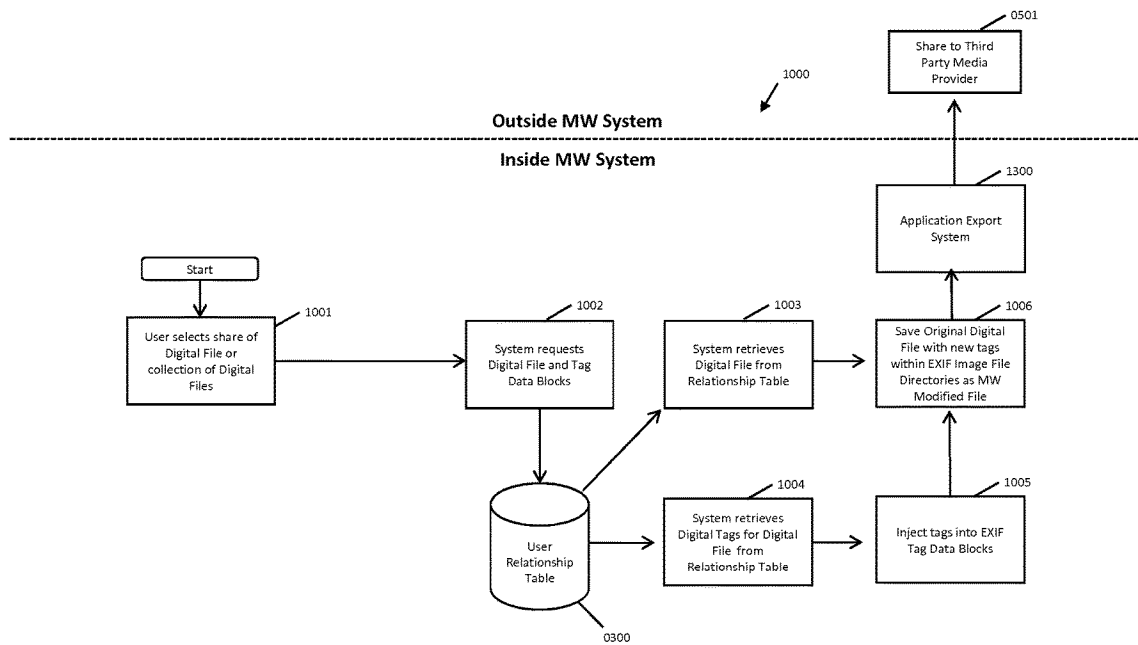 0501
Share to Third
Party Media
Provider
1000
Outside MW System
Inside MW System
1300
Application Export
System
Start
1001
User selects share of
Digital File or
collection of Digital
Files
1002
System requests
Digital File and Tag
Data Blocks
1003
System retrieves
Digital File from
Relationship Table
1006
Save Original Digital
File with new tags
within EXIF Image File
Directories as MW
Modified File
User
Relationship
Table
0300
1004
System retrieves
Digital Tags for Digital
File from
Relationship Table
1005
Inject tags into EXIF
Tag Data Blocks